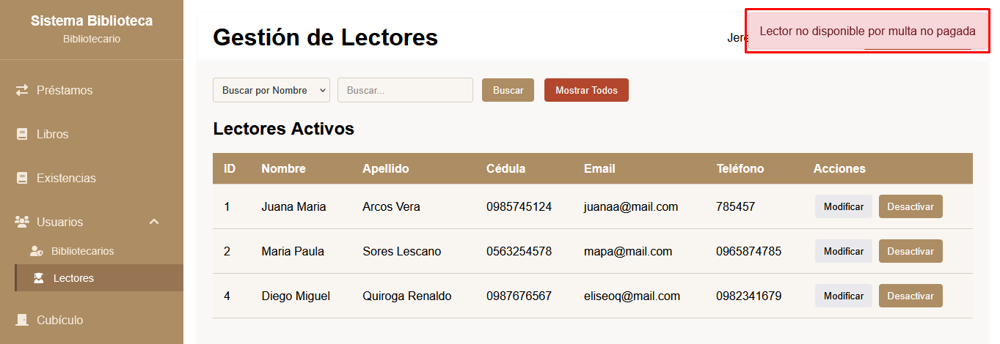 Sistema Biblioteca
Bibliotecario
Préstamos
Libros
Existencias
Usuarios
Bibliotecarios
Lectores
Cubículo
Gestión de Lectores
Lector no disponible por multa no pagada
Buscar por Nombre Buscar... Buscar Mostrar Todos
Lectores Activos
ID Nombre Apellido Cédula Email Teléfono Acciones
1 Juana Maria Arcos Vera 0985745124 juanaa@mail.com 785457 Modificar Desactivar
2 Maria Paula Sores Lescano 0563254578 mapa@mail.com 0965874785 Modificar Desactivar
4 Diego Miguel Quiroga Renaldo 0987676567 eliseoq@mail.com 0982341679 Modificar Desactivar